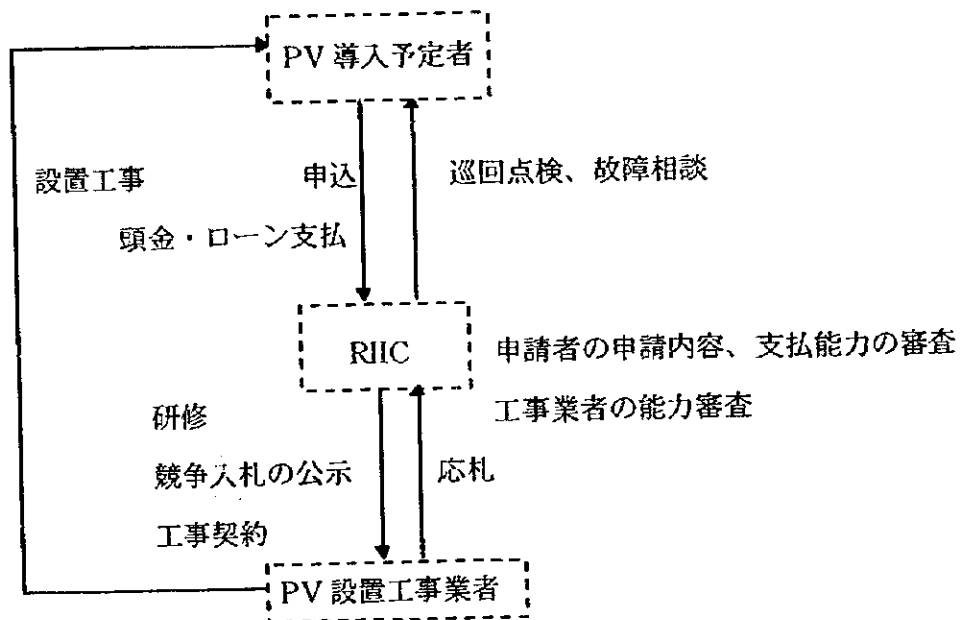 PV 導入予定者
設置工事
申込
巡回点検、故障相談
頭金・ローン支払
RIIC
申請者の申請内容、支払能力の審査
工事業者の能力審査
研修
競争入札の公示
応札
工事契約
PV 設置工事業者